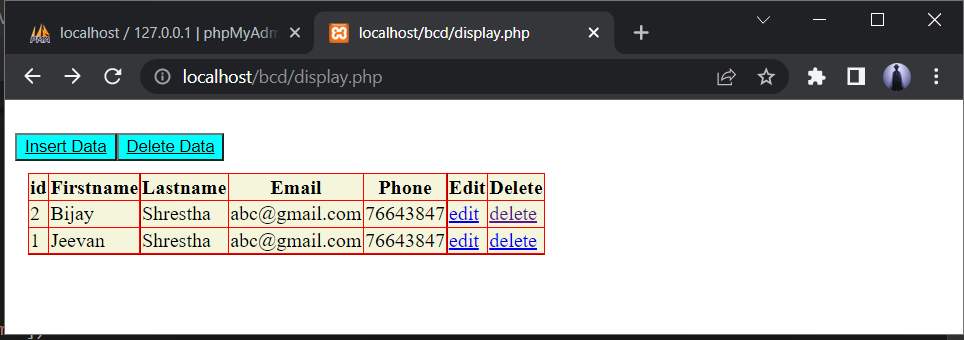 localhost / 127.0.0.1 | phpMyAdm
localhost/bcd/display.php
localhost/bcd/display.php
Insert Data Delete Data
id Firstname Lastname Email Phone Edit Delete
2 Bijay Shrestha abc@gmail.com 76643847 edit delete
1 Jeevan Shrestha abc@gmail.com 76643847 edit delete